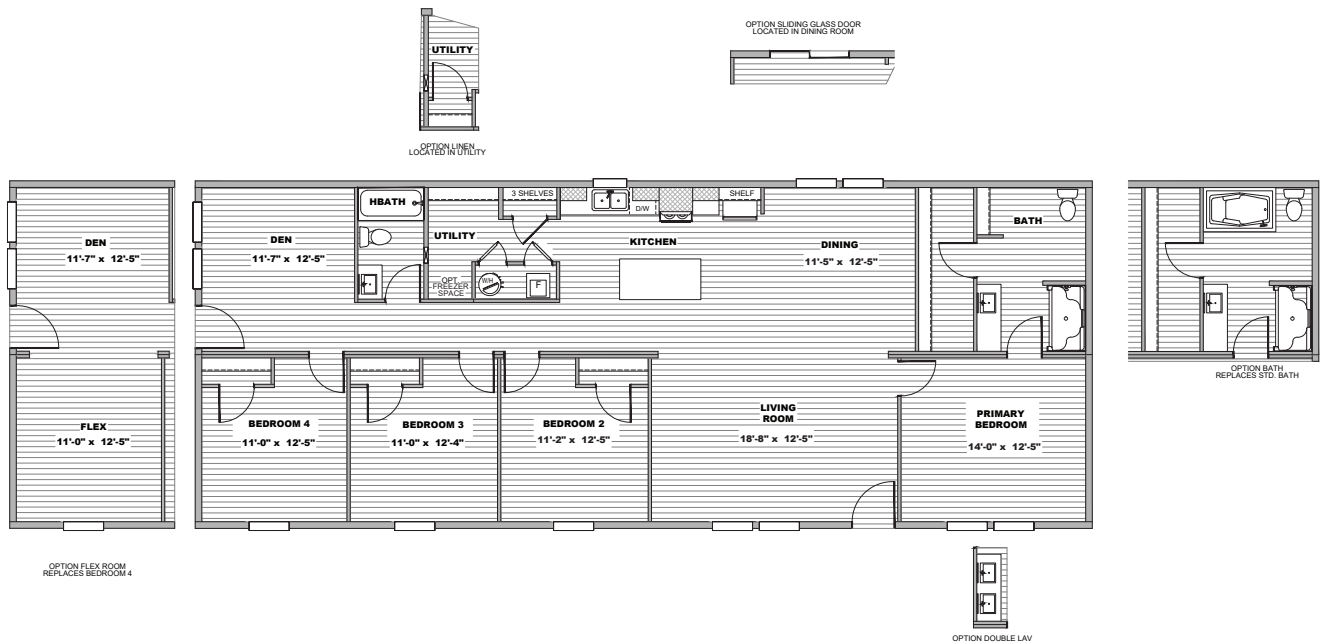 UTILITY
OPTION LINEN
LOCATED IN UTILITY
OPTION SLIDING GLASS DOOR
LOCATED IN DINING ROOM
DEN
11'-7" x 12'-5"
FLEX
11'-0" x 12'-5"
OPTION FLEX ROOM
REPLACES BEDROOM 4
DEN
11'-7" x 12'-5"
HBATH
UTILITY
3 SHELVES
OPT.
FREEZER
SPACE
W/H
F
D/W
SHELF
KITCHEN
DINING
11'-5" x 12'-5"
BATH
BEDROOM 4
11'-0" x 12'-5"
BEDROOM 3
11'-0" x 12'-4"
BEDROOM 2
11'-2" x 12'-5"
LIVING
ROOM
18'-8" x 12'-5"
PRIMARY
BEDROOM
14'-0" x 12'-5"
OPTION BATH
REPLACES STD. BATH
OPTION DOUBLE LAV